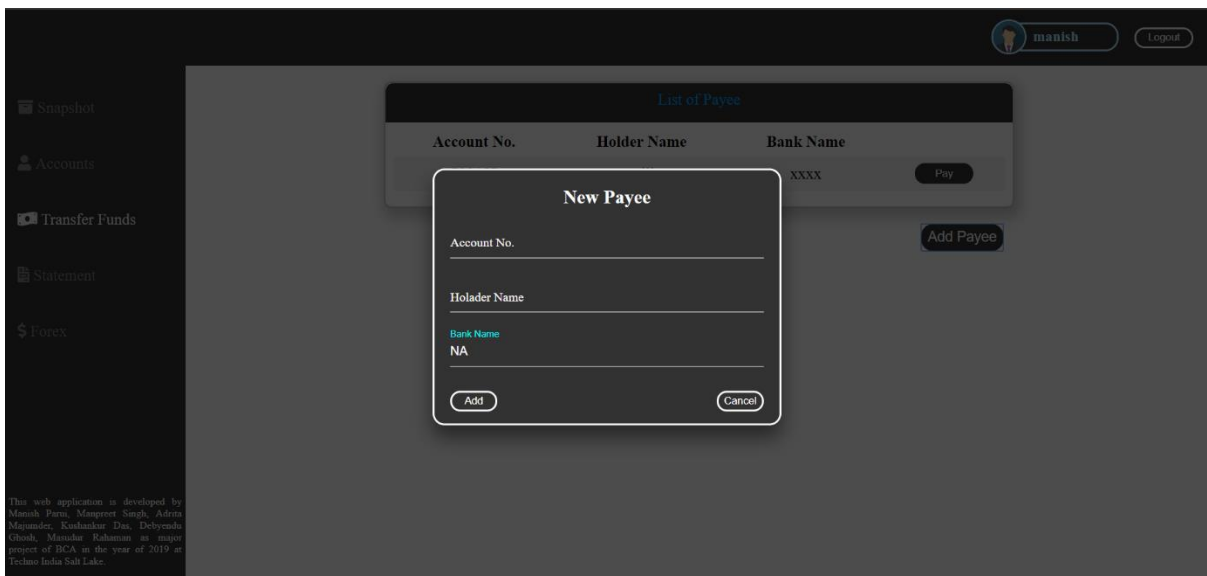 manish
Logout
Snapshot
Accounts
Transfer Funds
Statement
$ Forex
List of Payee
Account No. Holder Name Bank Name
xxxx Pay
Add Payee
New Payee
Account No.
Holader Name
Bank Name
NA
Add Cancel
This web application is developed by
Manish Parui, Manpreet Singh, Adrita
Majumder, Kushankur Das, Debyendu
Ghosh, Masudur Rahaman as major
project of BCA in the year of 2019 at
Techno India Salt Lake.